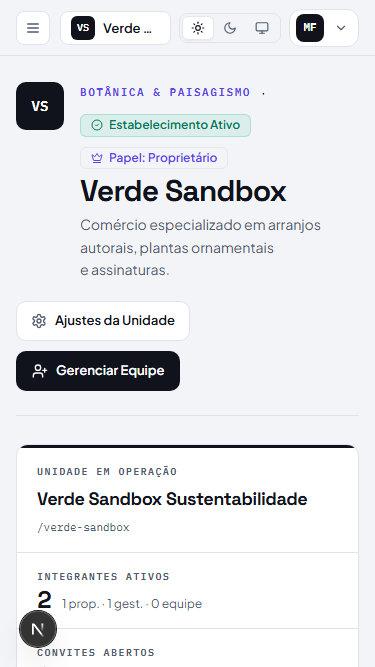 VS Verde ... MF
VS
BOTÂNICA & PAISAGISMO ·
Estabelecimento Ativo
Papel: Proprietário
Verde Sandbox
Comércio especializado em arranjos
autorais, plantas ornamentais
e assinaturas.
Ajustes da Unidade
Gerenciar Equipe
UNIDADE EM OPERAÇÃO
Verde Sandbox Sustentabilidade
/verde-sandbox
INTEGRANTES ATIVOS
2 1 prop. · 1 gest. · 0 equipe
N
CONVITES ABERTOS